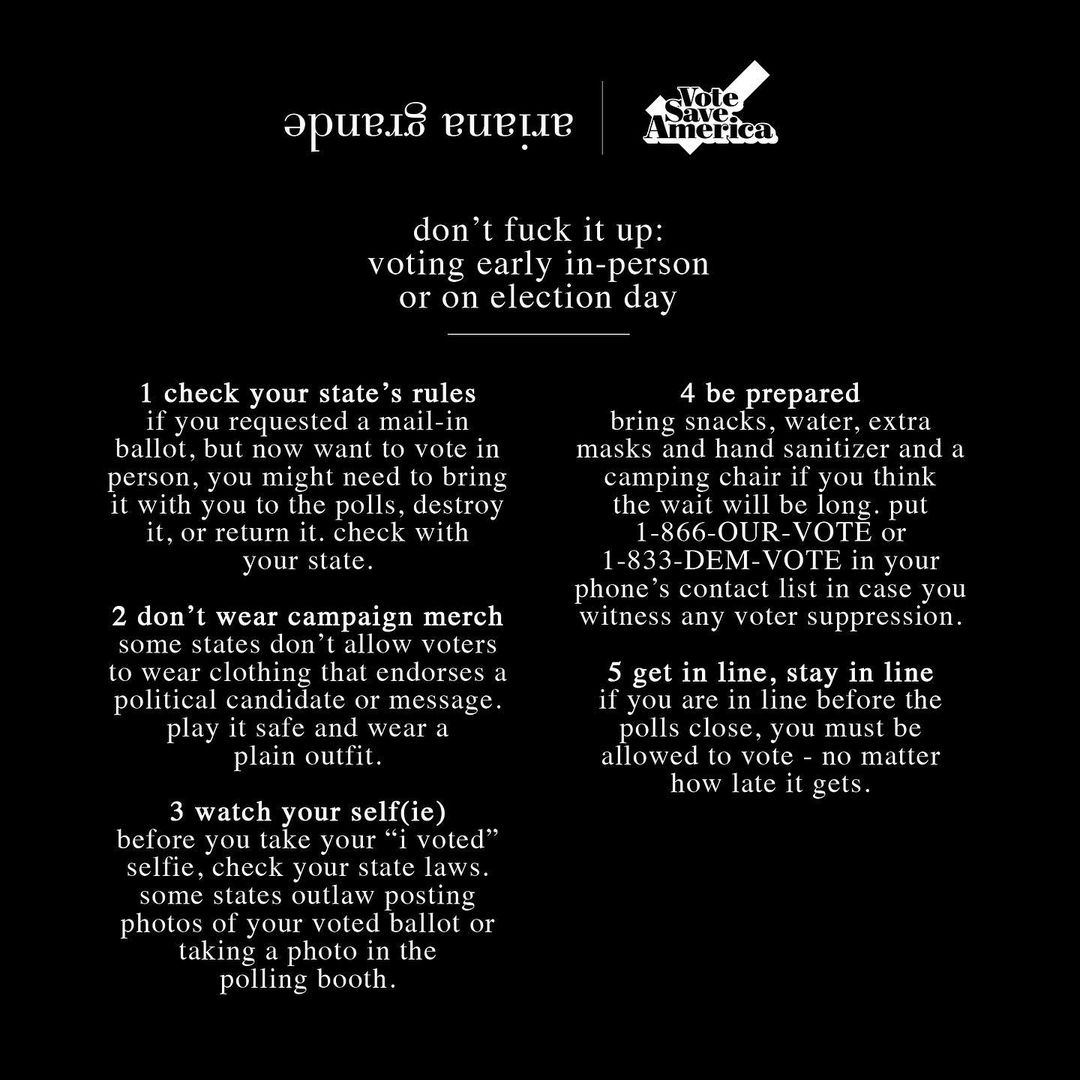 ariana grande
Vote
Save
America
don't fuck it up:
voting early in-person
or on election day
1 check your state's rules
if you requested a mail-in
ballot, but now want to vote in
person, you might need to bring
it with you to the polls, destroy
it, or return it. check with
your state.
2 don't wear campaign merch
some states don't allow voters
to wear clothing that endorses a
political candidate or message.
play it safe and wear a
plain outfit.
3 watch your self(ie)
before you take your “i voted”
selfie, check your state laws.
some states outlaw posting
photos of your voted ballot or
taking a photo in the
polling booth.
4 be prepared
bring snacks, water, extra
masks and hand sanitizer and a
camping chair if you think
the wait will be long. put
1-866-OUR-VOTE or
1-833-DEM-VOTE in your
phone's contact list in case you
witness any voter suppression.
5 get in line, stay in line
if you are in line before the
polls close, you must be
allowed to vote - no matter
how late it gets.